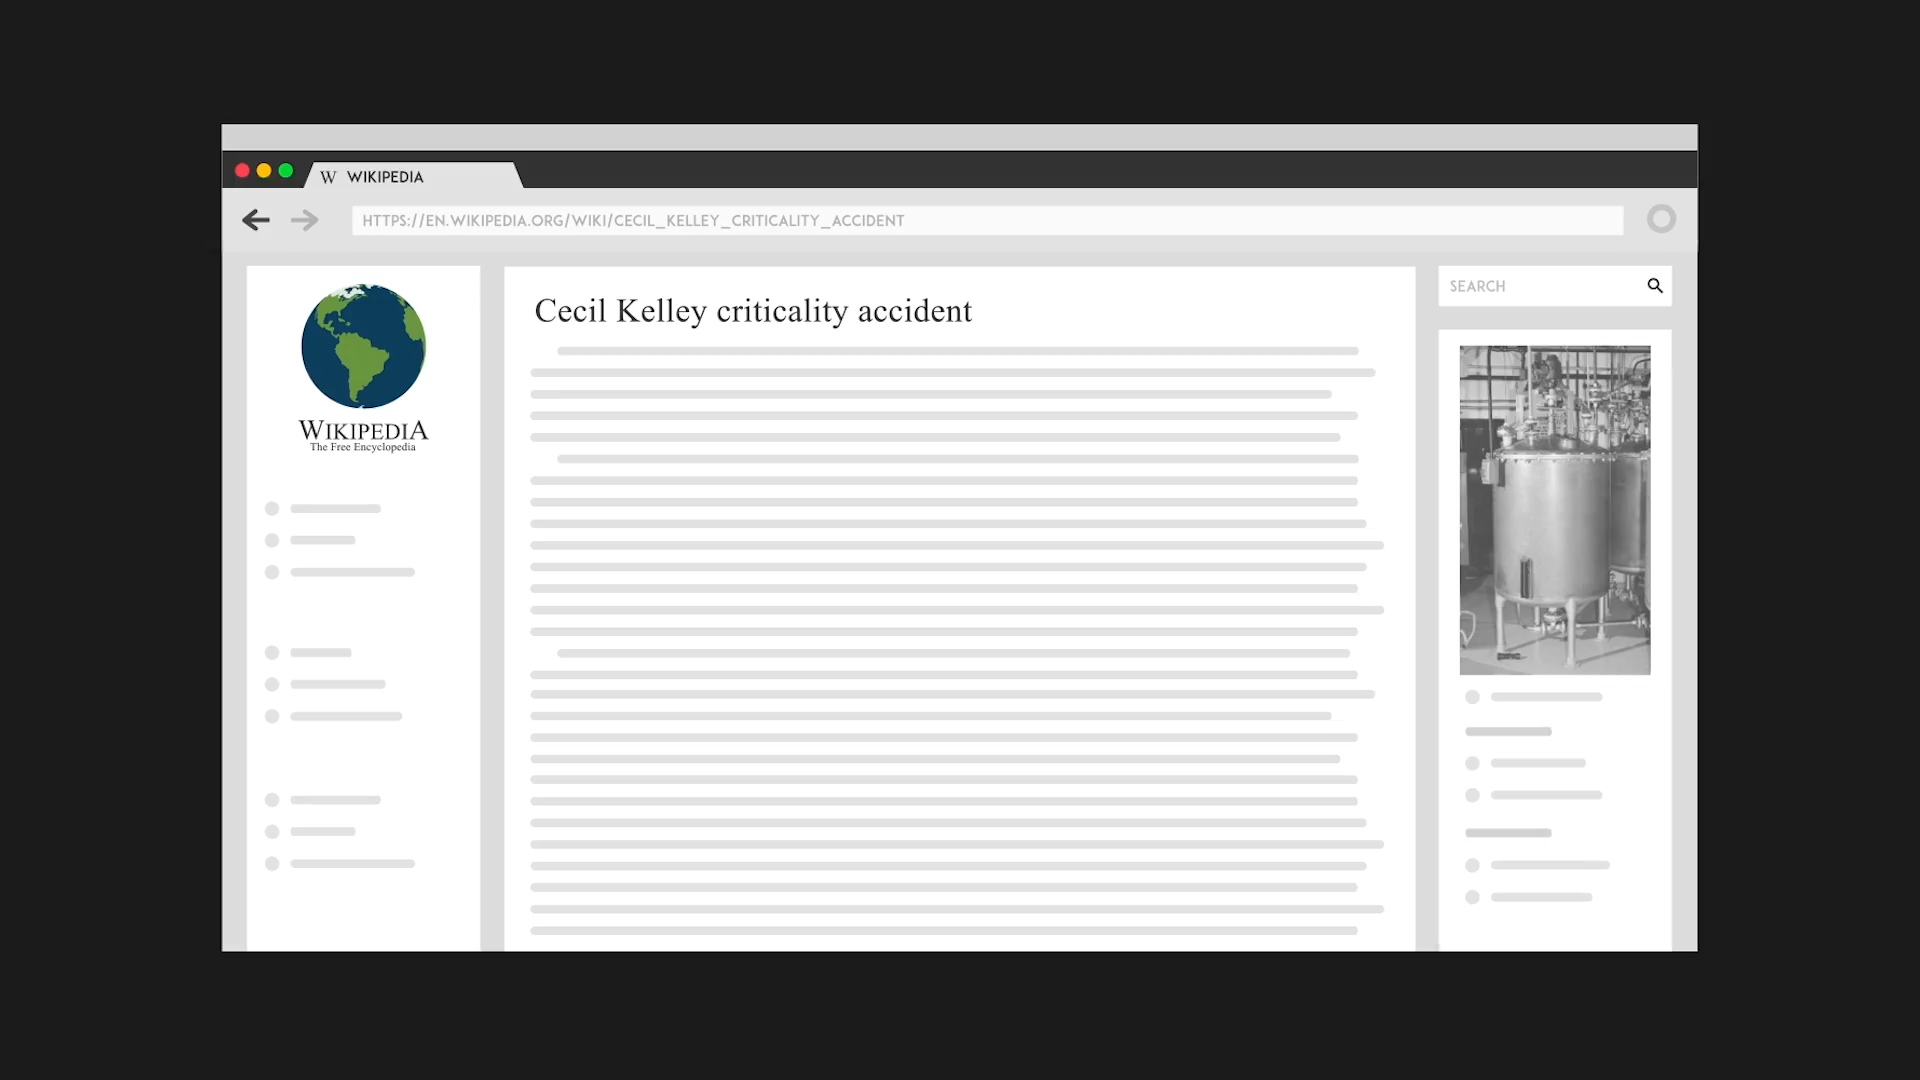 W WIKIPEDIA
HTTPS://EN.WIKIPEDIA.ORG/WIKI/CECIL_KELLEY_CRITICALITY_ACCIDENT
WIKIPEDIA
The Free Encyclopedia
Cecil Kelley criticality accident
SEARCH